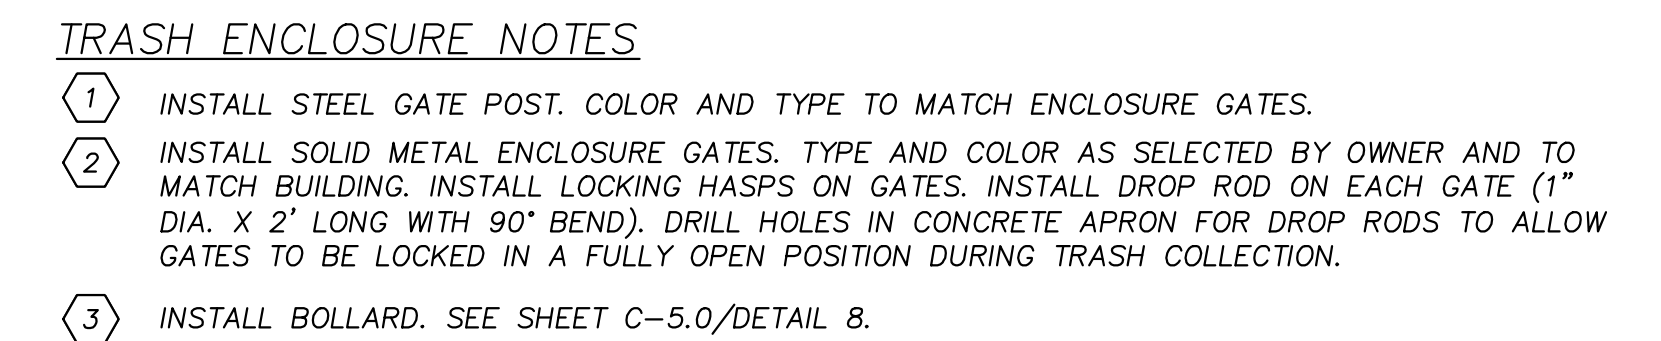 TRASH ENCLOSURE NOTES
1 INSTALL STEEL GATE POST. COLOR AND TYPE TO MATCH ENCLOSURE GATES.
2 INSTALL SOLID METAL ENCLOSURE GATES. TYPE AND COLOR AS SELECTED BY OWNER AND TO
MATCH BUILDING. INSTALL LOCKING HASPS ON GATES. INSTALL DROP ROD ON EACH GATE (1"
DIA. X 2' LONG WITH 90° BEND). DRILL HOLES IN CONCRETE APRON FOR DROP RODS TO ALLOW
GATES TO BE LOCKED IN A FULLY OPEN POSITION DURING TRASH COLLECTION.
3 INSTALL BOLLARD. SEE SHEET C-5.0/DETAIL 8.